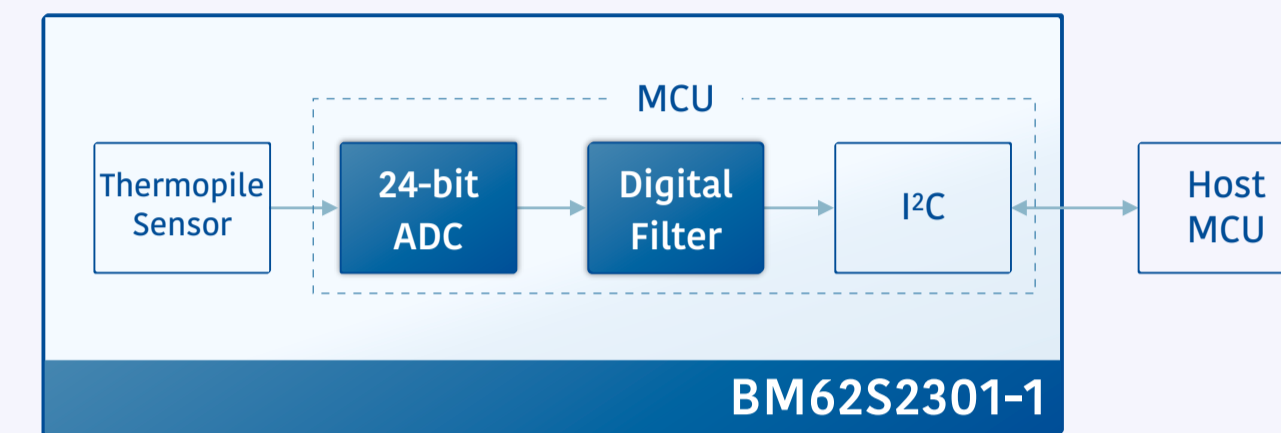 MCU
Thermopile
Sensor
24-bit
ADC
Digital
Filter
I²C
Host
MCU
BM62S2301-1